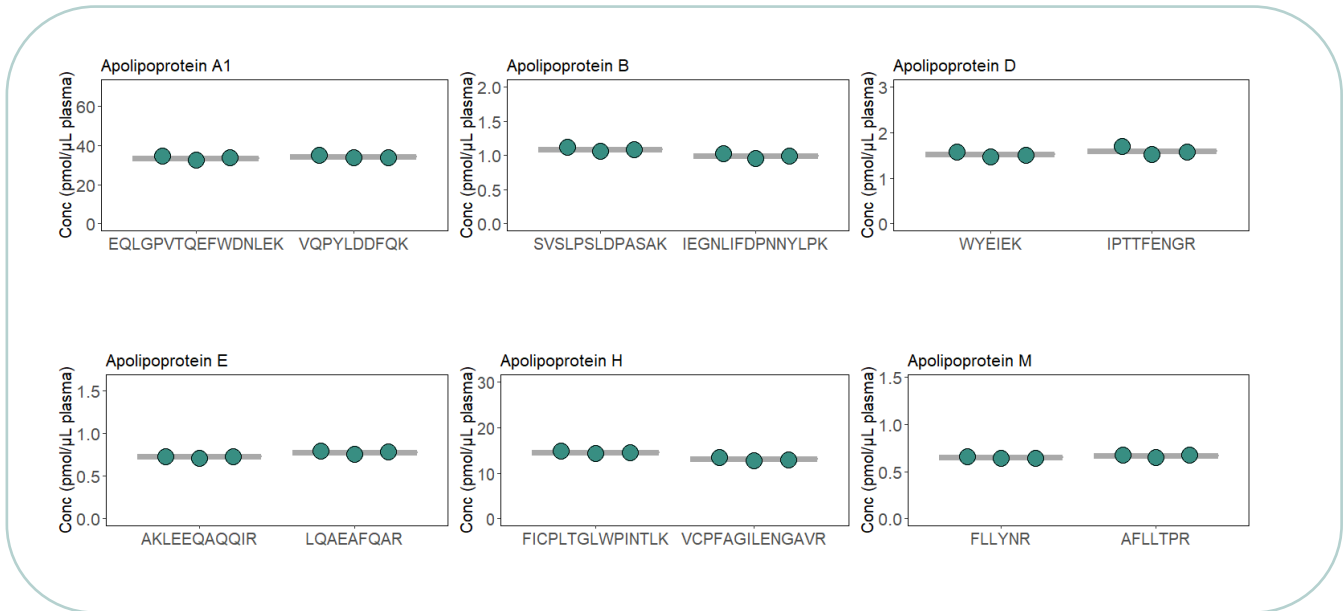 Apolipoprotein A1
Conc (pmol/µL plasma)
60
40
20
0
EQLGPVTQEFWDNLEK VQPYLDDFQK
Apolipoprotein B
Conc (pmol/µL plasma)
2.0
1.5
1.0
0.5
0.0
SVSLPSLDPASAK IEGNLIFDPNNYLPK
Apolipoprotein D
Conc (pmol/µL plasma)
3
2
1
0
WYEIEK IPTTFENGR
Apolipoprotein E
Conc (pmol/µL plasma)
1.5
1.0
0.5
0.0
AKLEEQAQQIR LQAEAFQAR
Apolipoprotein H
Conc (pmol/µL plasma)
30
20
10
0
FICPLTGLWPINTLK VCPFAGILENGAVR
Apolipoprotein M
Conc (pmol/µL plasma)
1.5
1.0
0.5
0.0
FLLYNR AFLLTPR